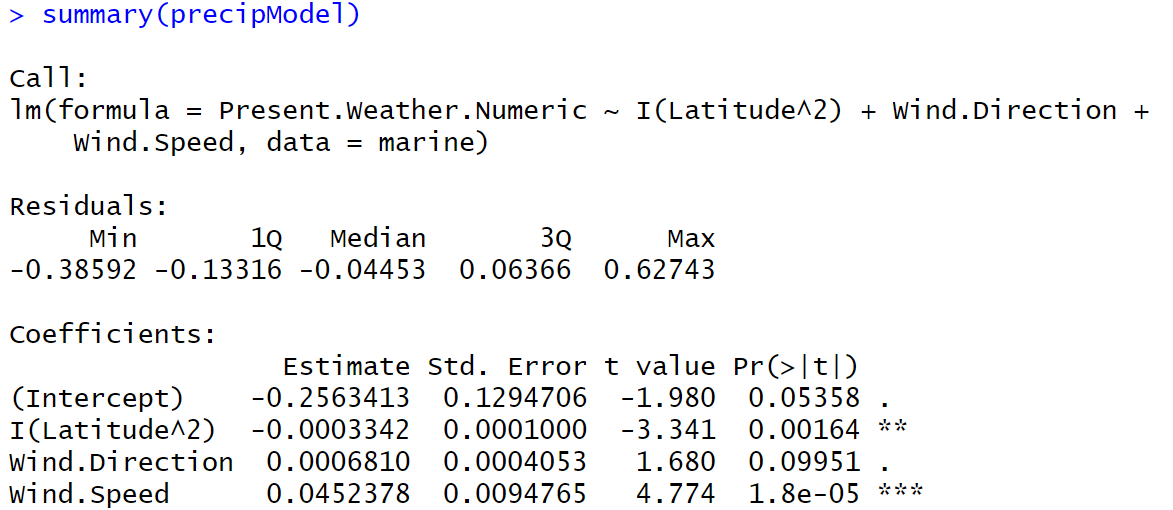 > summary(precipModel)
Call:
lm(formula = Present.Weather.Numeric ~ I(Latitude^2) + Wind.Direction +
    Wind.Speed, data = marine)
Residuals:
     Min       1Q   Median       3Q      Max
-0.38592 -0.13316 -0.04453  0.06366  0.62743
Coefficients:
                 Estimate Std. Error t value Pr(>|t|)
(Intercept)    -0.2563413  0.1294706  -1.980  0.05358 .
I(Latitude^2)  -0.0003342  0.0001000  -3.341  0.00164 **
Wind.Direction  0.0006810  0.0004053   1.680  0.09951 .
Wind.Speed      0.0452378  0.0094765   4.774  1.8e-05 ***